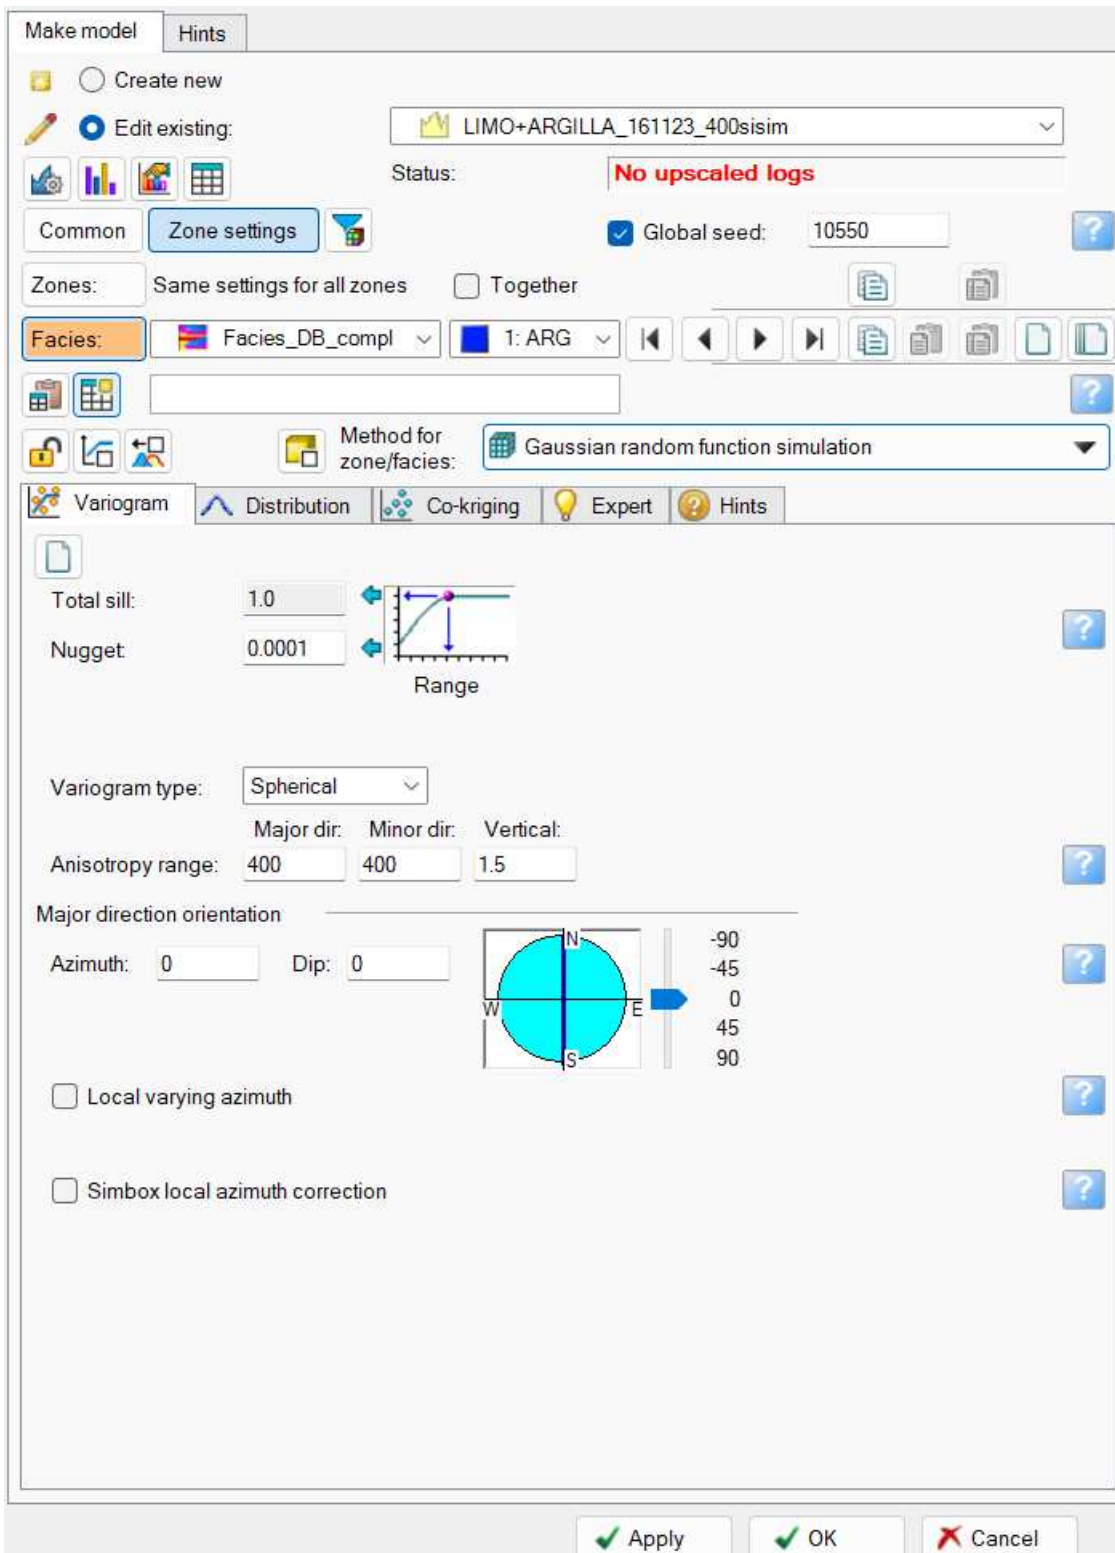 Make model Hints
Create new
Edit existing: LIMO+ARGILLA_161123_400sisim
Status: No upscaled logs
Common Zone settings Global seed: 10550 ?
Zones: Same settings for all zones Together
Facies: Facies_DB_compl 1: ARG
?
Method for
zone/facies: Gaussian random function simulation
Variogram Distribution Co-kriging Expert ? Hints
Total sill: 1.0
?
Nugget: 0.0001
Range
Variogram type: Spherical
Major dir: Minor dir: Vertical:
Anisotropy range: 400 400 1.5 ?
Major direction orientation
Azimuth: 0 Dip: 0 ?
N
W E
S
-90
-45
0
45
90
Local varying azimuth ?
Simbox local azimuth correction ?
Apply OK Cancel